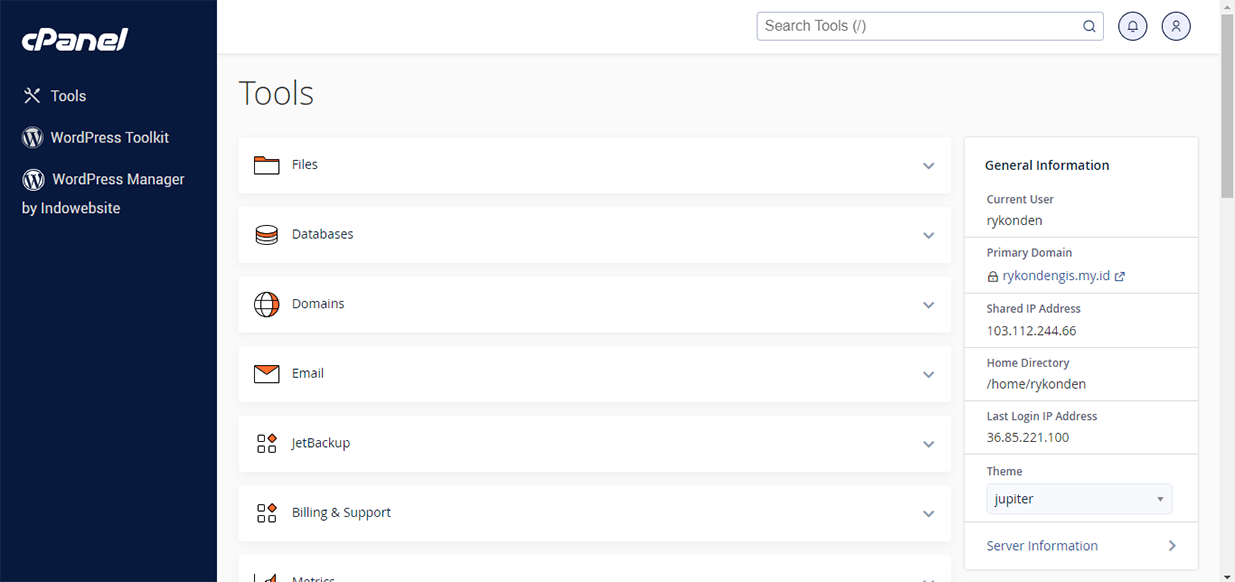 cPanel
Tools
WordPress Toolkit
WordPress Manager
by Indowebsite
Search Tools (/)
Tools
Files
Databases
Domains
Email
JetBackup
Billing & Support
Metrics
General Information
Current User
rykonden
Primary Domain
rykondengis.my.id
Shared IP Address
103.112.244.66
Home Directory
/home/rykonden
Last Login IP Address
36.85.221.100
Theme
jupiter
Server Information